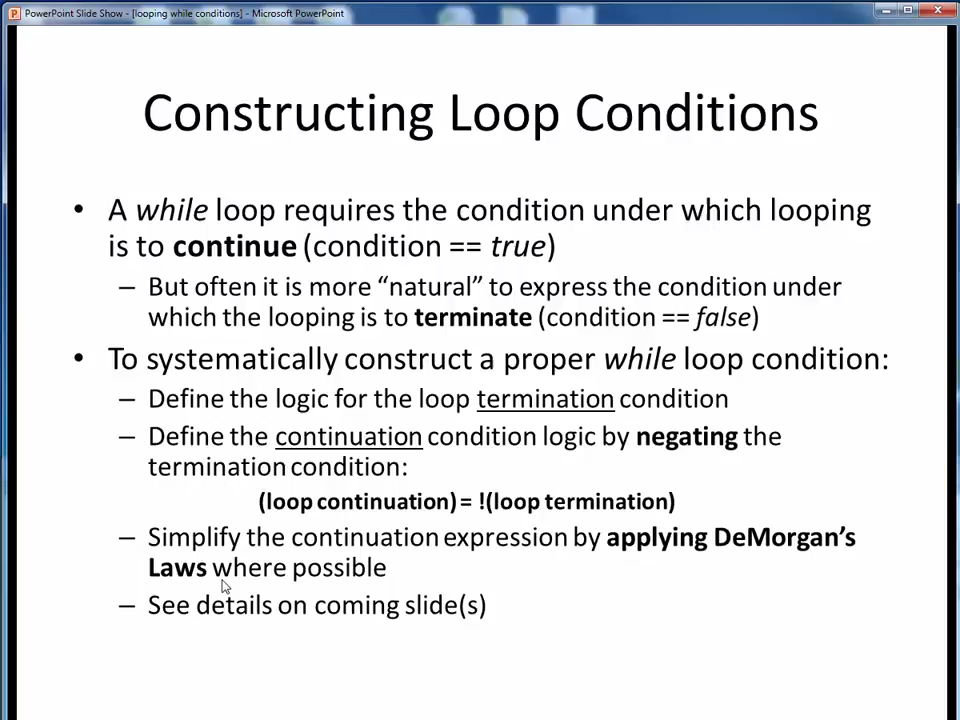 PowerPoint Slide Show - [looping while conditions] - Microsoft PowerPoint
Constructing Loop Conditions
• A while loop requires the condition under which looping
is to continue (condition == true)
– But often it is more “natural” to express the condition under
which the looping is to terminate (condition == false)
• To systematically construct a proper while loop condition:
– Define the logic for the loop termination condition
– Define the continuation condition logic by negating the
termination condition:
(loop continuation) = !(loop termination)
– Simplify the continuation expression by applying DeMorgan’s
Laws where possible
– See details on coming slide(s)